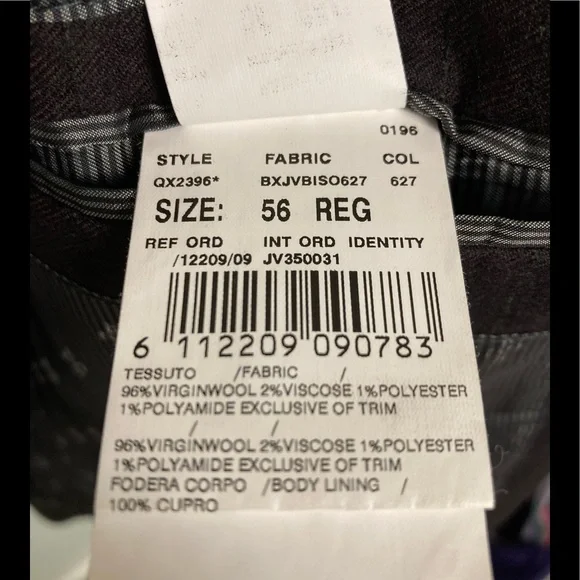 0196
STYLE FABRIC COL
QX2396* BXJVBISO627 627
SIZE: 56 REG
REF ORD INT ORD IDENTITY
/12209/09 JV350031
6 112209 090783
TESSUTO /FABRIC /
96%VIRGINWOOL 2%VISCOSE 1%POLYESTER
1%POLYAMIDE EXCLUSIVE OF TRIM
/ /
96%VIRGINWOOL 2%VISCOSE 1%POLYESTER
1%POLYAMIDE EXCLUSIVE OF TRIM
FODERA CORPO /BODY LINING /
100% CUPRO